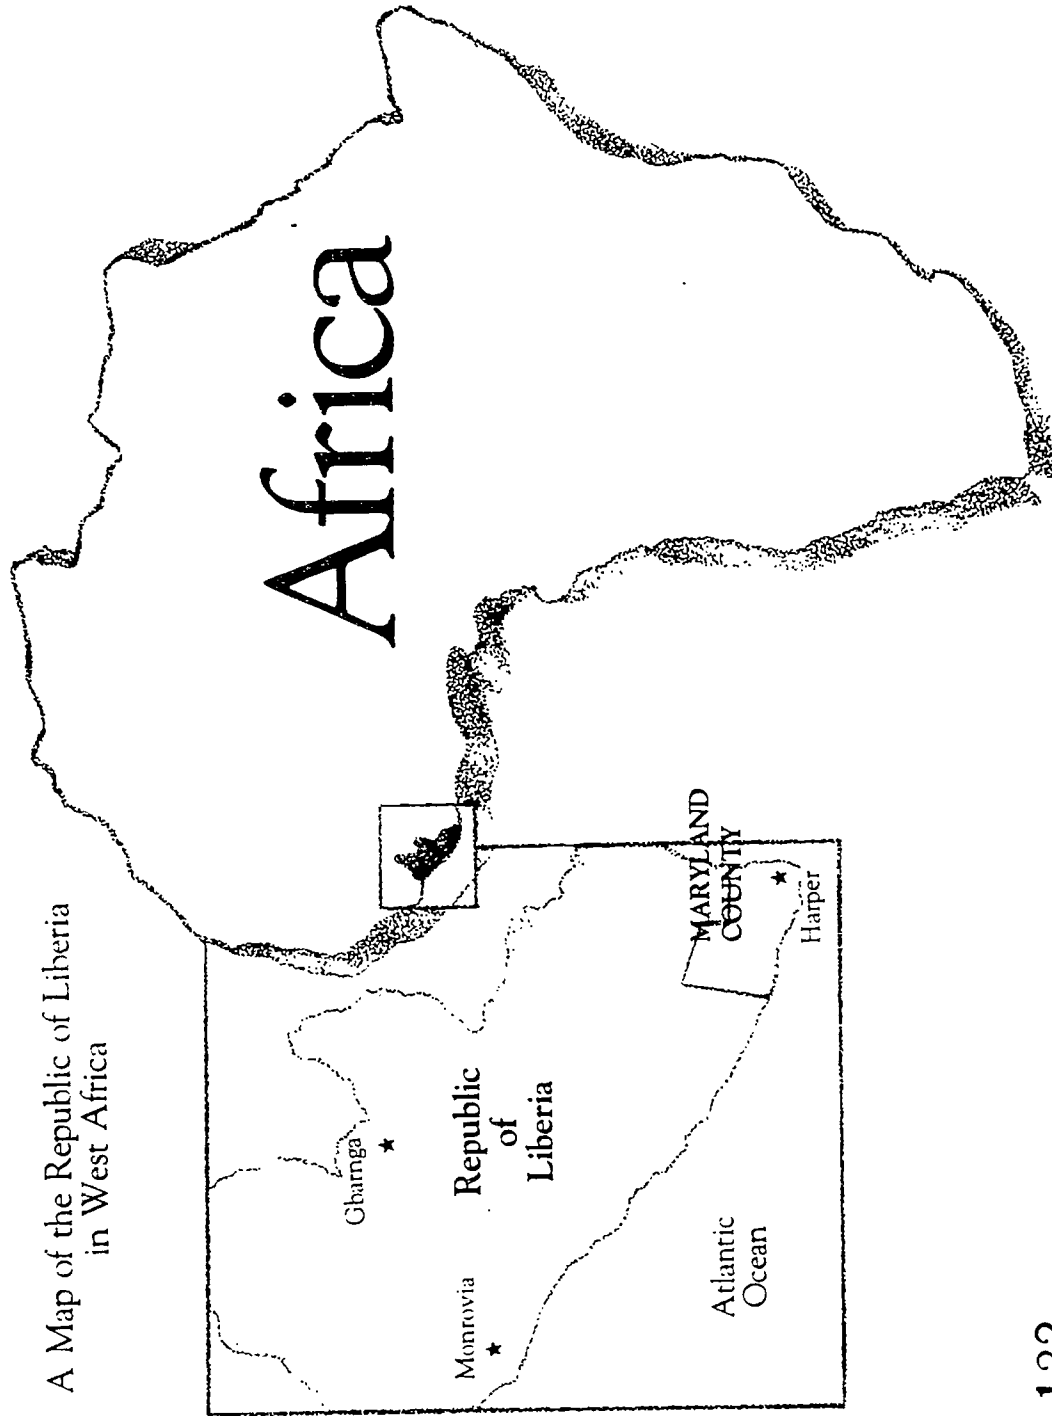 A Map of the Republic of Liberia
in West Africa
Africa
Gbarnga
Monrovia
Republic
of
Liberia
MARYLAND
COUNTY
Harper
Atlantic
Ocean